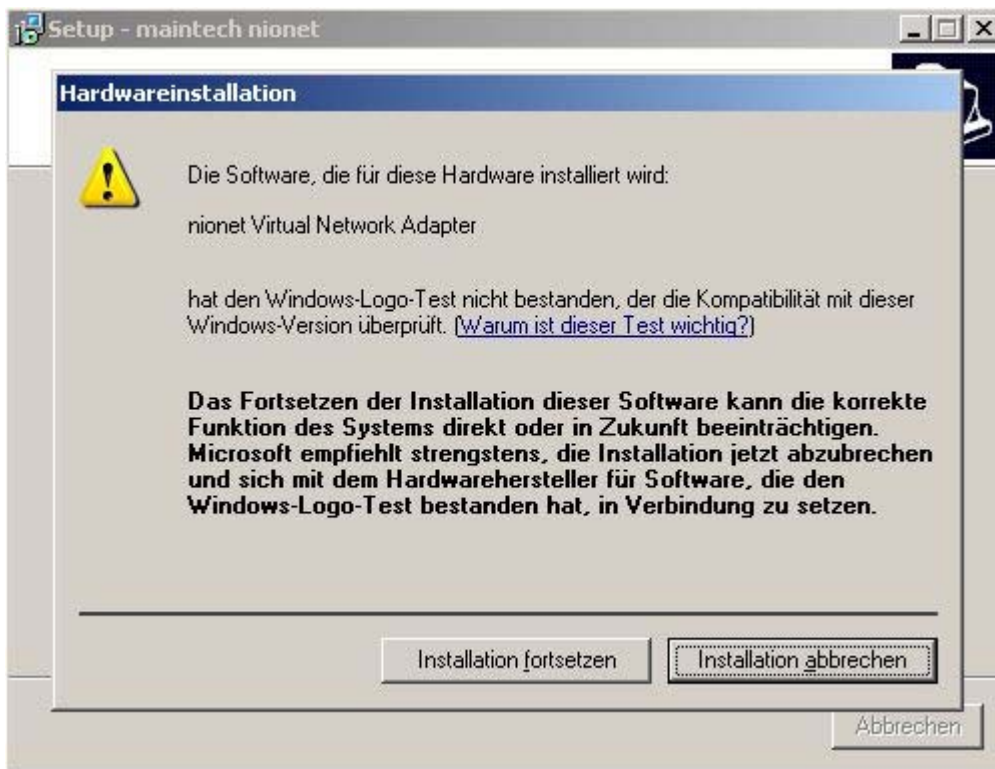 Setup - maintech nionet
Hardwareinstallation
Die Software, die für diese Hardware installiert wird:
nionet Virtual Network Adapter
hat den Windows-Logo-Test nicht bestanden, der die Kompatibilität mit dieser
Windows-Version überprüft. (Warum ist dieser Test wichtig?)
Das Fortsetzen der Installation dieser Software kann die korrekte
Funktion des Systems direkt oder in Zukunft beeinträchtigen.
Microsoft empfiehlt strengstens, die Installation jetzt abzubrechen
und sich mit dem Hardwarehersteller für Software, die den
Windows-Logo-Test bestanden hat, in Verbindung zu setzen.
Installation fortsetzen
Installation abbrechen
Abbrechen